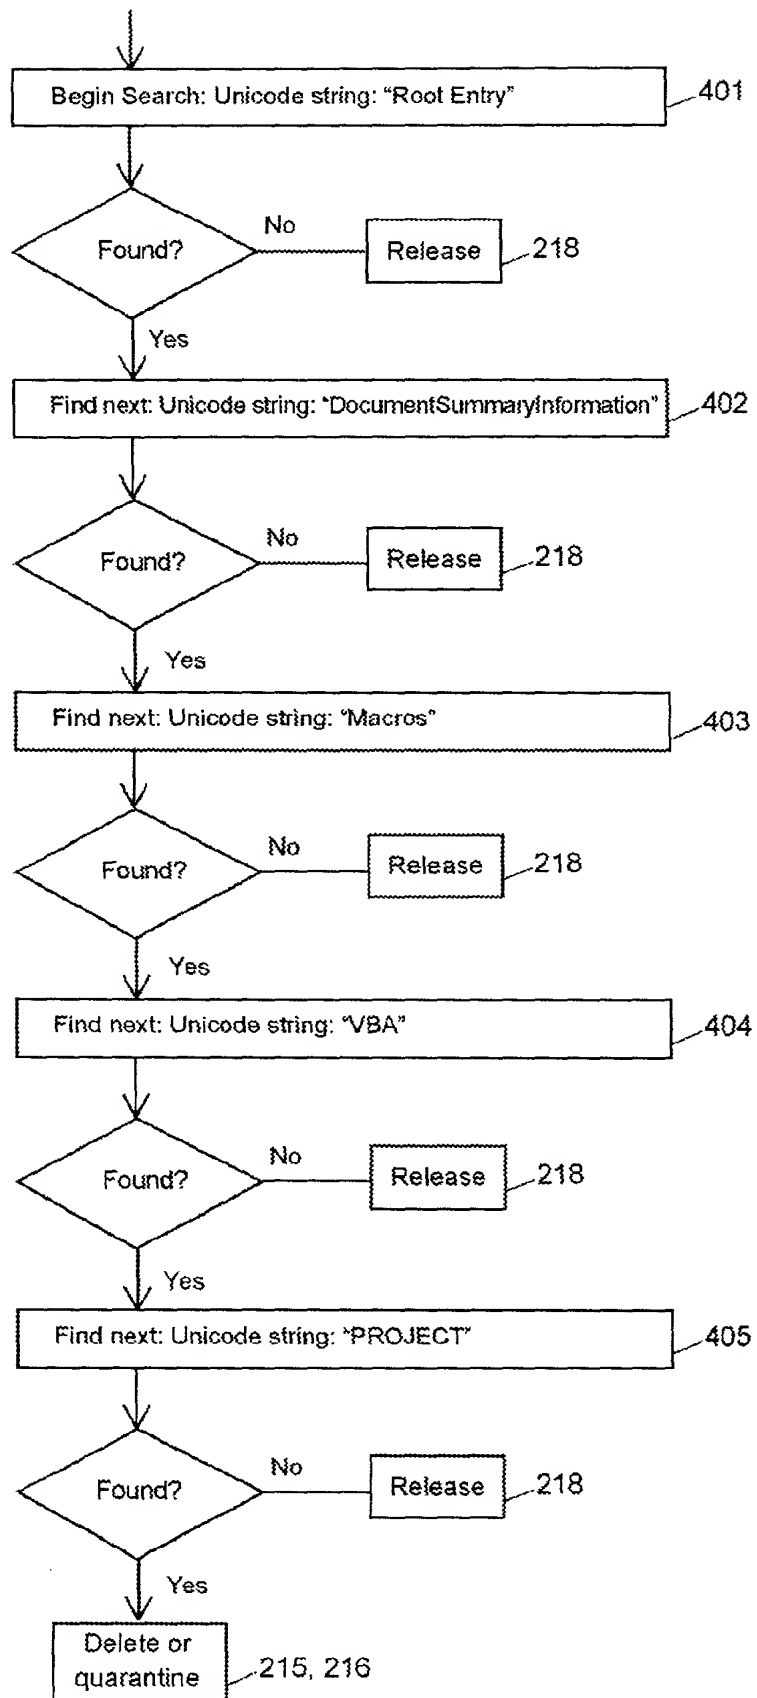 Begin Search: Unicode string: "Root Entry"
401
Found?
No
Release
218
Yes
Find next: Unicode string: "DocumentSummaryInformation"
402
Found?
No
Release
218
Yes
Find next: Unicode string: "Macros"
403
Found?
No
Release
218
Yes
Find next: Unicode string: "VBA"
404
Found?
No
Release
218
Yes
Find next: Unicode string: "PROJECT"
405
Found?
No
Release
218
Yes
Delete or
quarantine
215, 216